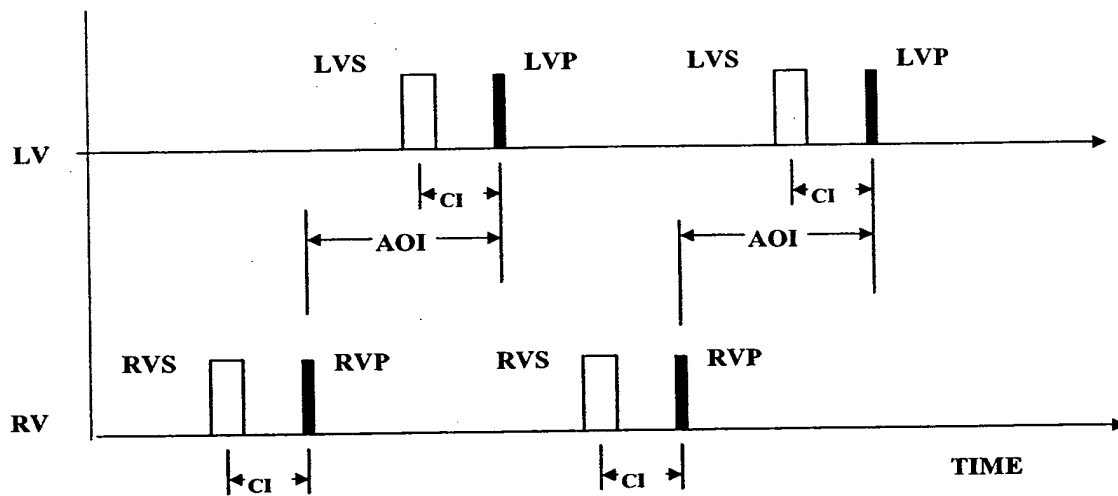 LVS LVP LVS LVP
LV
CI CI
AOI AOI
RVS RVP RVS RVP
RV
TIME
CI CI